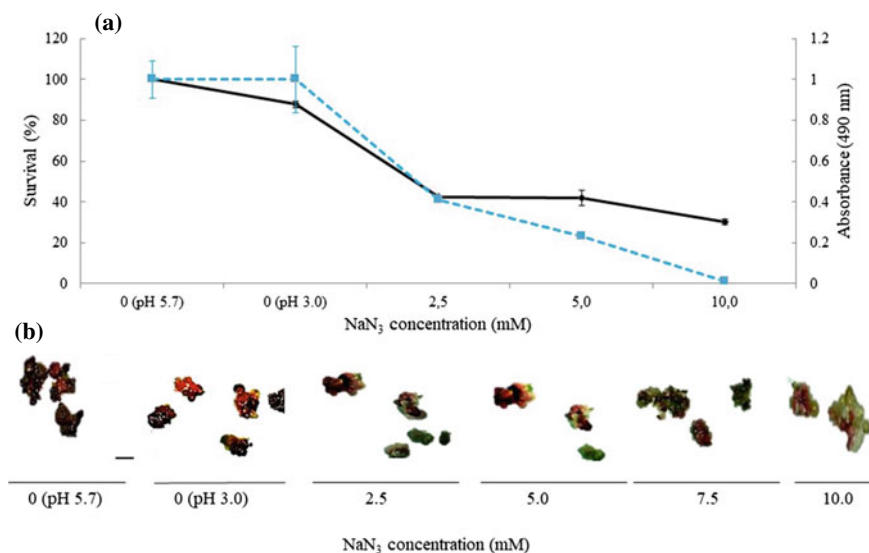 (a)
120
100
80
60
40
20
0
Survival (%)
1.2
1
0.8
0.6
0.4
0.2
0
Absorbance (490 nm)
0 (pH 5.7)
0 (pH 3.0)
2,5
5,0
10,0
NaN₃ concentration (mM)
(b)
0 (pH 5.7)
0 (pH 3.0)
2.5
5.0
7.5
10.0
NaN₃ concentration (mM)